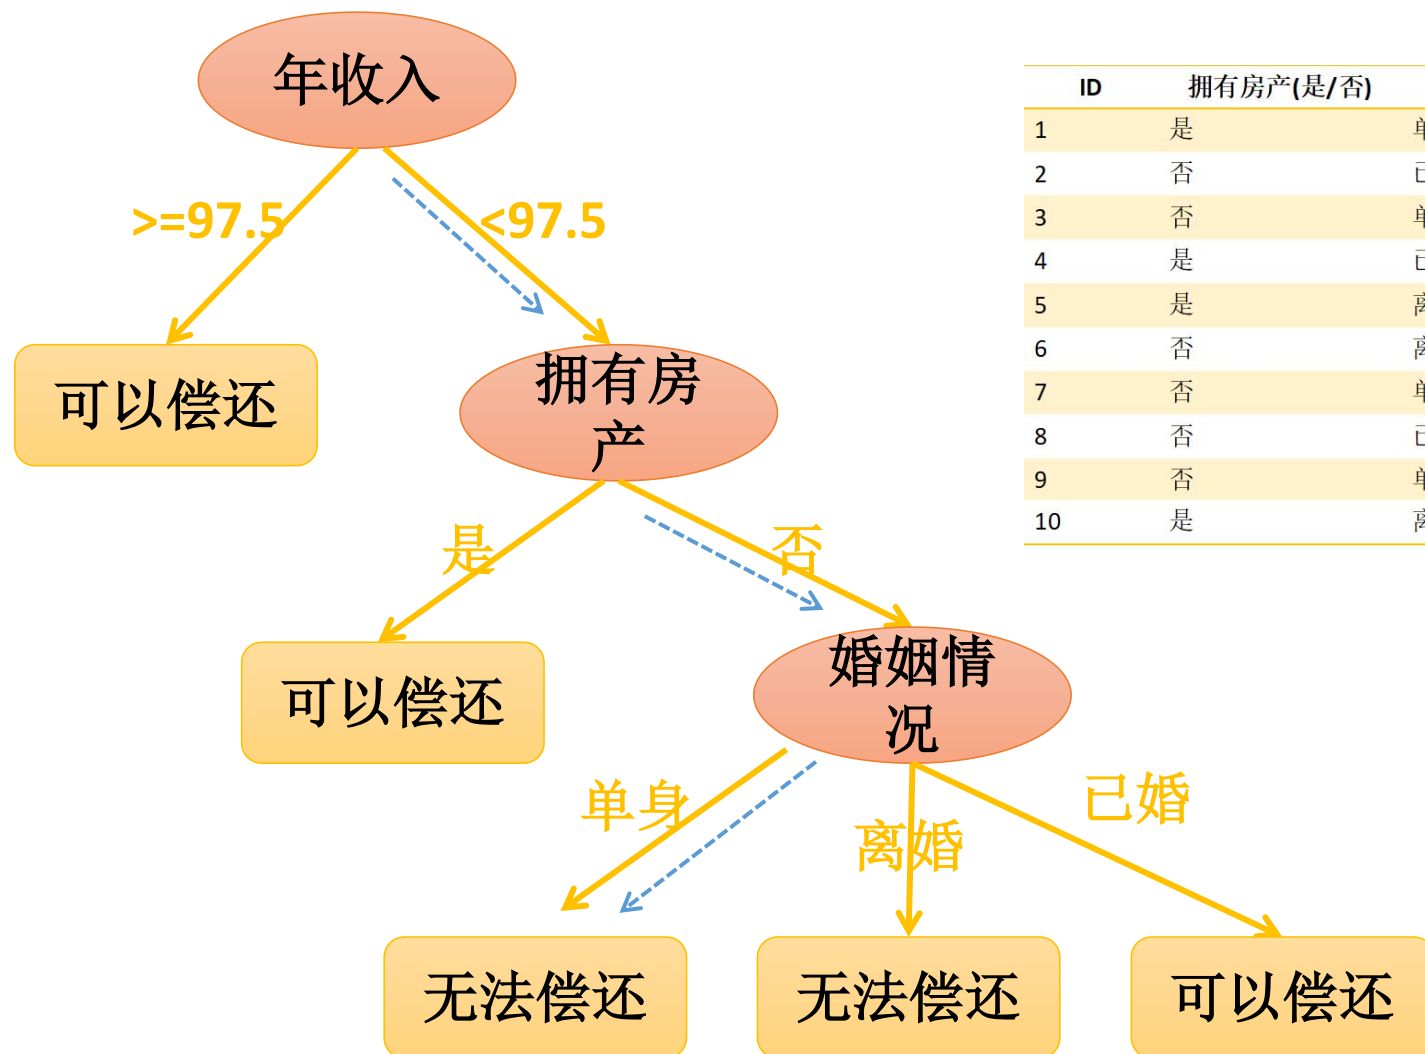 年收入
>=97.5
<97.5
可以偿还
拥有房
产
是
否
可以偿还
婚姻情
况
单身
离婚
已婚
无法偿还
无法偿还
可以偿还
ID 拥有房产(是/否)
1 是
2 否
3 否
4 是
5 是
6 否
7 否
8 否
9 否
10 是